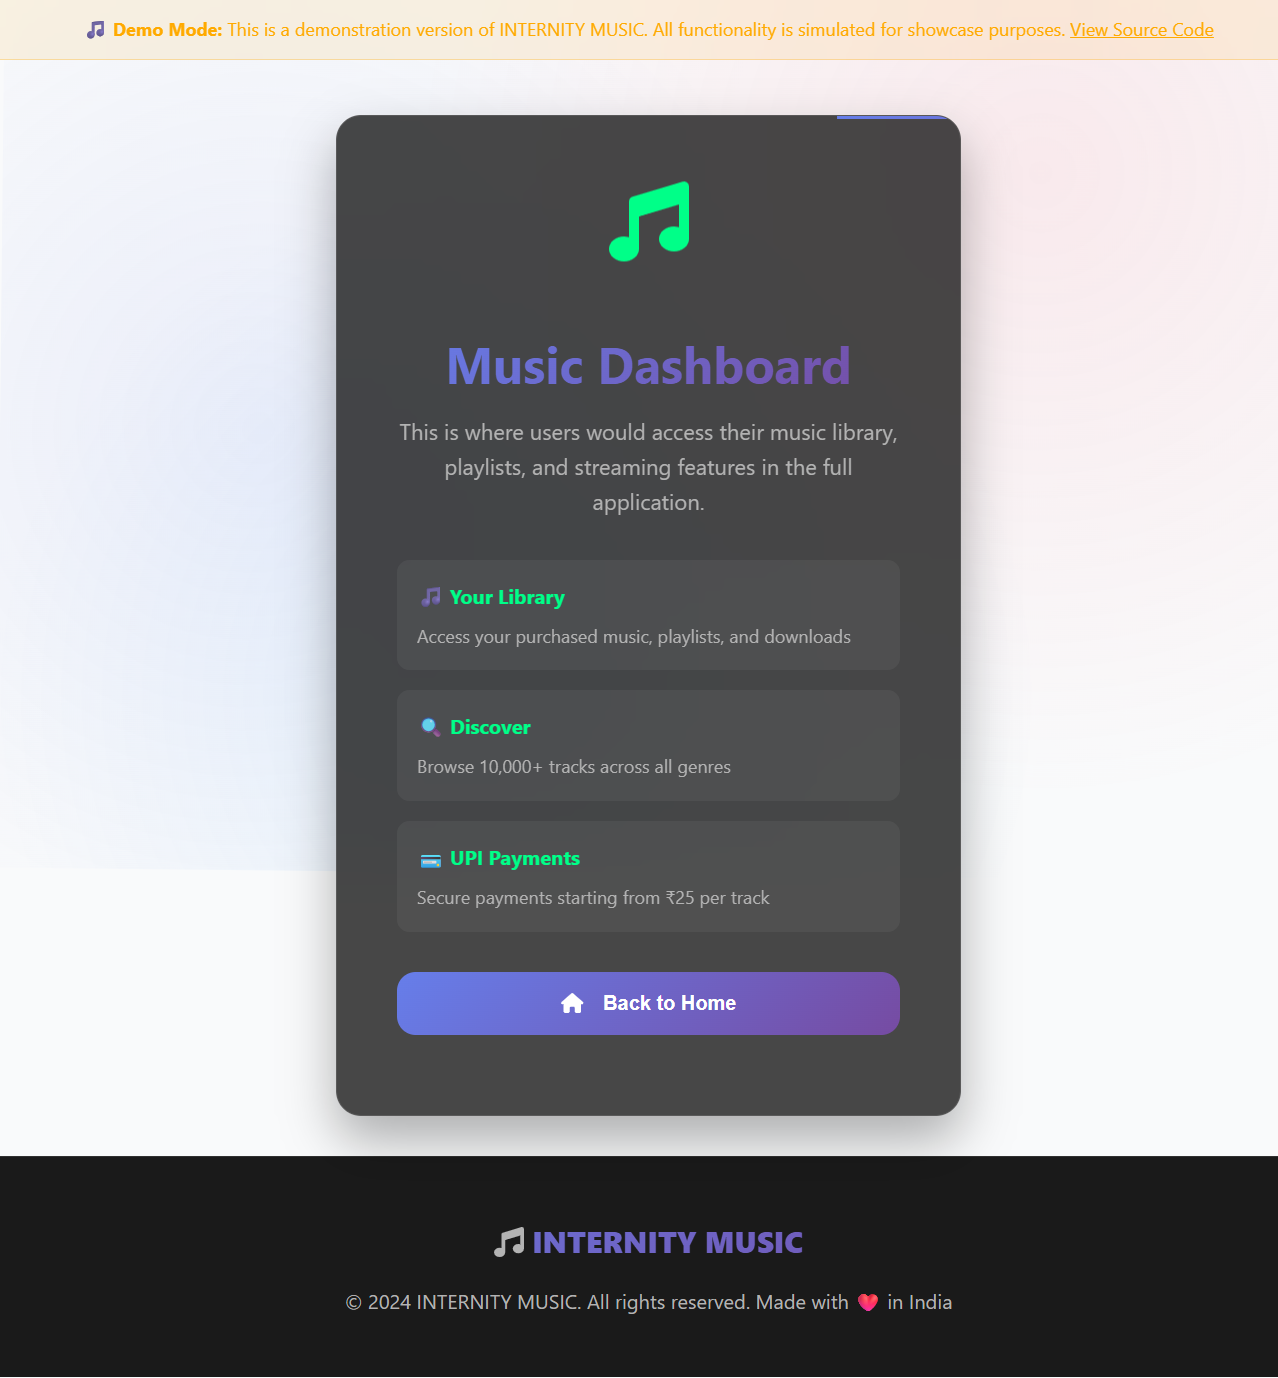 🎵 Demo Mode: This is a demonstration version of INTERNITY MUSIC. All functionality is simulated for showcase purposes. View Source Code
Music Dashboard
This is where users would access their music library,
playlists, and streaming features in the full
application.
🎵 Your Library
Access your purchased music, playlists, and downloads
🔍 Discover
Browse 10,000+ tracks across all genres
💳 UPI Payments
Secure payments starting from ₹25 per track
Back to Home
INTERNITY MUSIC
© 2024 INTERNITY MUSIC. All rights reserved. Made with ❤️ in India